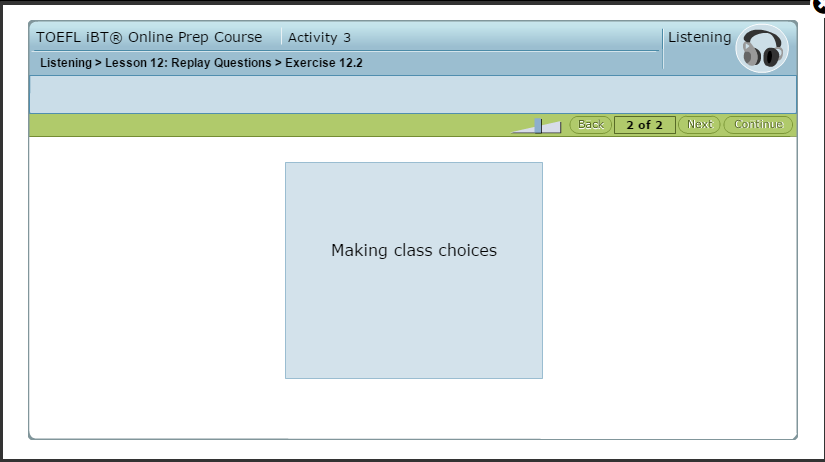 TOEFL iBT® Online Prep Course Activity 3 Listening
Listening > Lesson 12: Replay Questions > Exercise 12.2
Back 2 of 2 Next Continue
Making class choices